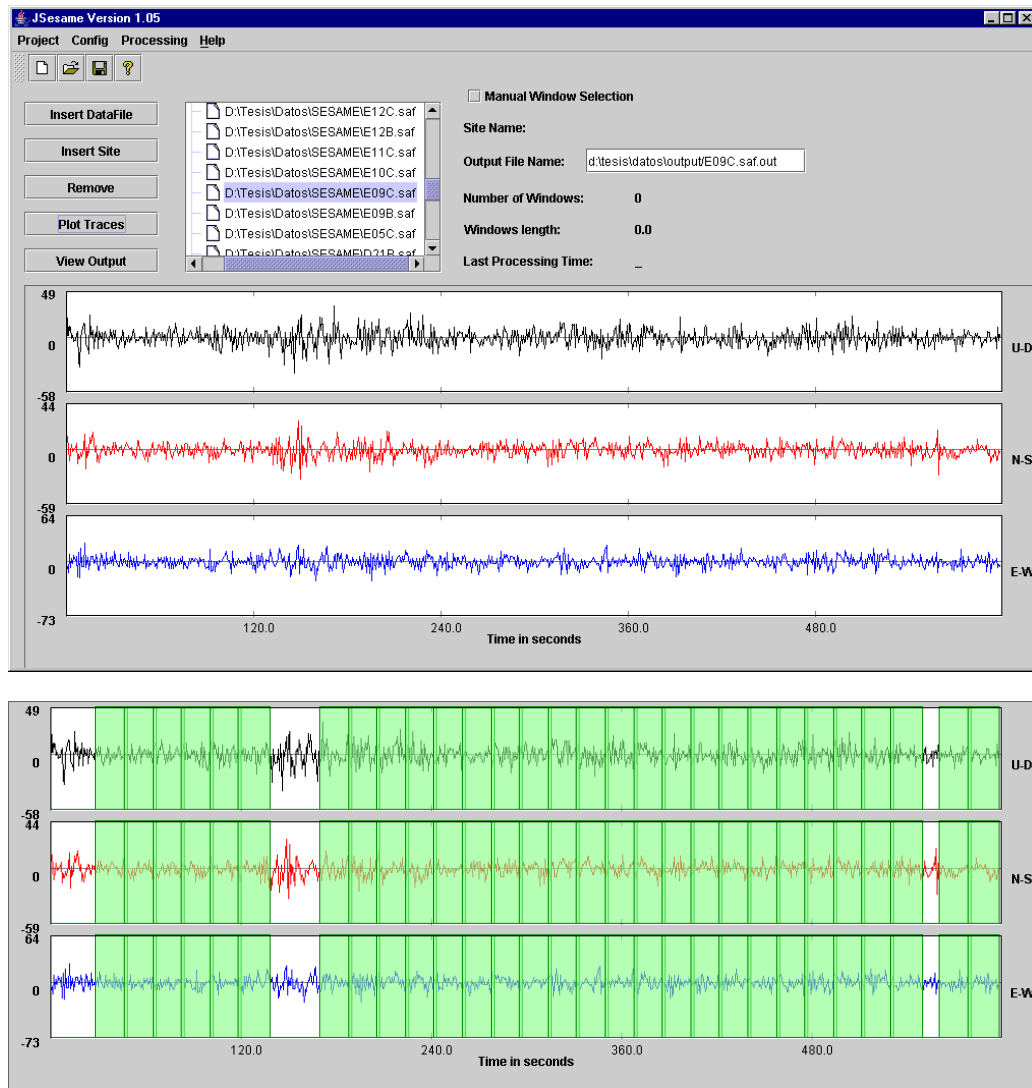 JSesame Version 1.05
Project Config Processing Help
Insert DataFile
Insert Site
Remove
Plot Traces
View Output
D:\Tesis\Datos\SESAME\E12C.saf
D:\Tesis\Datos\SESAME\E12B.saf
D:\Tesis\Datos\SESAME\E11C.saf
D:\Tesis\Datos\SESAME\E10C.saf
D:\Tesis\Datos\SESAME\E09C.saf
D:\Tesis\Datos\SESAME\E09B.saf
D:\Tesis\Datos\SESAME\E05C.saf
D:\Tesis\Datos\SESAME\D21B.saf
Manual Window Selection
Site Name:
Output File Name: d:\tesis\datos\output/E09C.saf.out
Number of Windows: 0
Windows length: 0.0
Last Processing Time: _
49
0
U-D
-58
44
0
N-S
-59
64
0
E-W
-73
120.0 240.0 360.0 480.0
Time in seconds
49
0
U-D
-58
44
0
N-S
-59
64
0
E-W
-73
120.0 240.0 360.0 480.0
Time in seconds